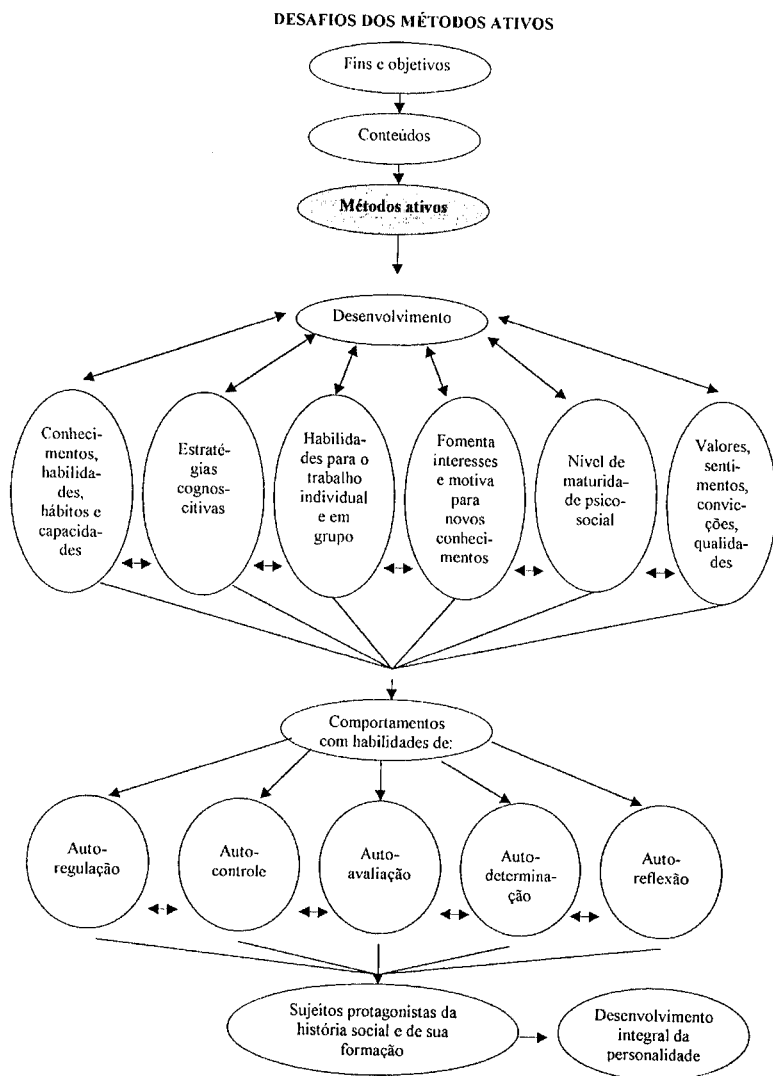 DESAFIOS DOS MÉTODOS ATIVOS
Fins e objetivos
Conteúdos
Métodos ativos
Desenvolvimento
Conheci-
mentos,
habilida-
des,
hábitos e
capacida-
des
Estraté-
gias
cognos-
citivas
Habilida-
des para o
trabalho
individual
e em
grupo
Fomenta
interesses
e motiva
para
novos
conheci-
mentos
Nível de
maturida-
de psico-
social
Valores,
senti-
mentos,
convic-
ções,
qualida-
des
Comportamentos
com habilidades de:
Auto-
regulação
Auto-
controle
Auto-
avaliação
Auto-
determina-
ção
Auto-
reflexão
Sujeitos protagonistas da
história social e de sua
formação
Desenvolvimento
integral da
personalidade